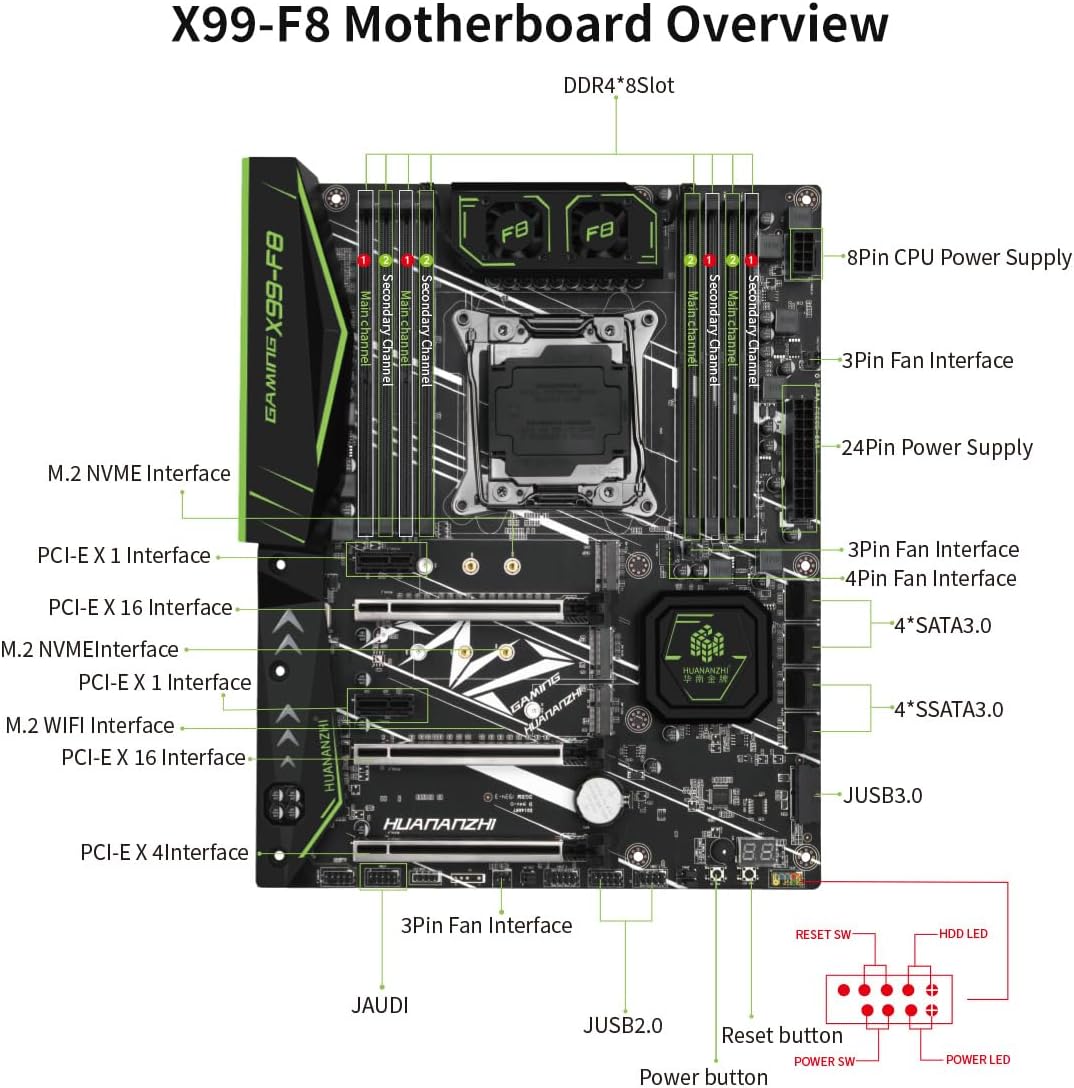 X99-F8 Motherboard Overview
DDR4*8Slot
GAMING X99-F8
F8
F8
1
2
1
2
2
1
2
1
Main channel
Secondary Channel
Main channel
Secondary Channel
Main channel
Secondary Channel
Main channel
Secondary Channel
8Pin CPU Power Supply
3Pin Fan Interface
24Pin Power Supply
M.2 NVME Interface
PCI-E X 1 Interface
3Pin Fan Interface
4Pin Fan Interface
PCI-E X 16 Interface
4*SATA3.0
M.2 NVMEInterface
HUANANZHI
华南金牌
PCI-E X 1 Interface
GAMING
HUANANZHI
4*SSATA3.0
M.2 WIFI Interface
PCI-E X 16 Interface
HUANANZHI
JUSB3.0
HUANANZHI
PCI-E X 4Interface
88
3Pin Fan Interface
RESET SW
HDD LED
JAUDI
JUSB2.0
Reset button
POWER SW
POWER LED
Power button